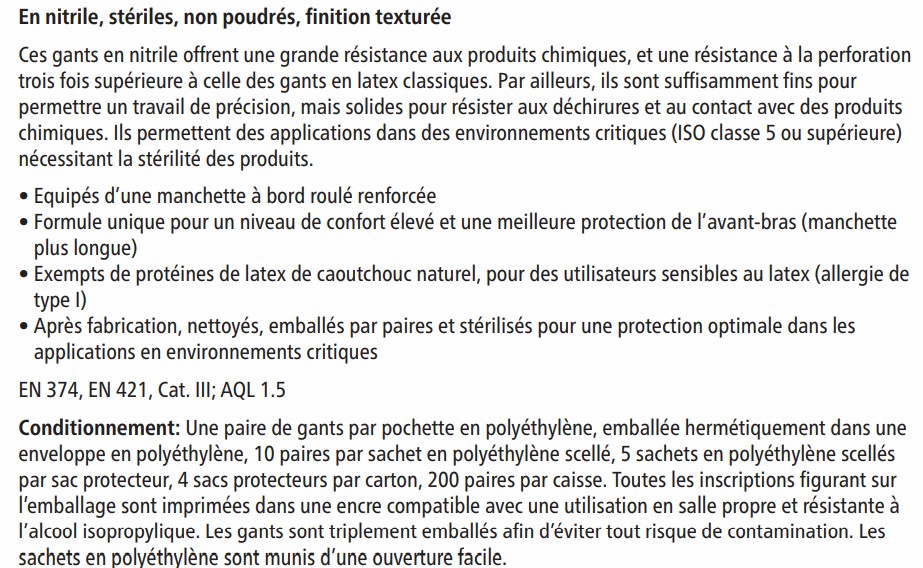 En nitrile, stériles, non poudrés, finition texturée
Ces gants en nitrile offrent une grande résistance aux produits chimiques, et une résistance à la perforation
trois fois supérieure à celle des gants en latex classiques. Par ailleurs, ils sont suffisamment fins pour
permettre un travail de précision, mais solides pour résister aux déchirures et au contact avec des produits
chimiques. Ils permettent des applications dans des environnements critiques (ISO classe 5 ou supérieure)
nécessitant la stérilité des produits.
• Equipés d’une manchette à bord roulé renforcée
• Formule unique pour un niveau de confort élevé et une meilleure protection de l’avant-bras (manchette
plus longue)
• Exempts de protéines de latex de caoutchouc naturel, pour des utilisateurs sensibles au latex (allergie de
type I)
• Après fabrication, nettoyés, emballés par paires et stérilisés pour une protection optimale dans les
applications en environnements critiques
EN 374, EN 421, Cat. III; AQL 1.5
Conditionnement: Une paire de gants par pochette en polyéthylène, emballée hermétiquement dans une
enveloppe en polyéthylène, 10 paires par sachet en polyéthylène scellé, 5 sachets en polyéthylène scellés
par sac protecteur, 4 sacs protecteurs par carton, 200 paires par caisse. Toutes les inscriptions figurant sur
l’emballage sont imprimées dans une encre compatible avec une utilisation en salle propre et résistante à
l’alcool isopropylique. Les gants sont triplement emballés afin d’éviter tout risque de contamination. Les
sachets en polyéthylène sont munis d’une ouverture facile.